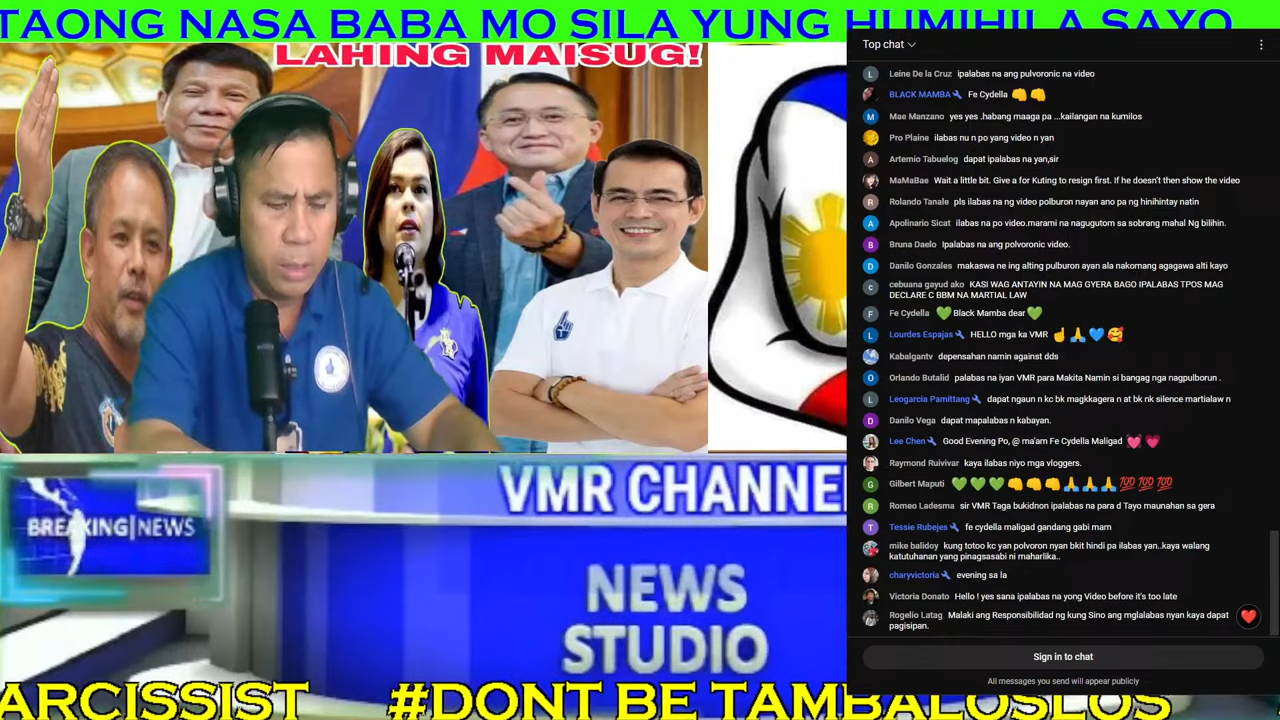 TAONG NASA BABA MO SILA YUNG HUMIHILA SAYO
LAHING MAISUG!
BREAKING|NEWS
VMR CHANNE
NEWS
STUDIO
ARCISSIST #DONT BE TAMBALOSLOS
Top chat
Leine De la Cruz ipalabas na ang pulvoronic na video
BLACK MAMBA Fe Cydella 👊👊
Mae Manzano yes yes .habang maaga pa ...kailangan na kumilos
Pro Plaine ilabas nu n po yang video n yan
Artemio Tabuelog dapat ipalabas na yan,sir
MaMaBae Wait a little bit. Give a for Kuting to resign first. If he doesn't then show the video
Rolando Tanale pls ilabas na ng video polburon nayan ano pa ng hinihintay natin
Apolinario Sicat ilabas na po video.marami na nagugutom sa sobrang mahal Ng bilihin.
Bruna Daelo Ipalabas na ang polvoronic video.
Danilo Gonzales makaswa ne ing alting pulburon ayan ala nakomang agagawa alti kayo
cebuana gayud ako KASI WAG ANTAYIN NA MAG GYERA BAGO IPALABAS TPOS MAG
DECLARE C BBM NA MARTIAL LAW
Fe Cydella 💚Black Mamba dear💚
Lourdes Espajas HELLO mga ka VMR ☝🙏💙🥰
Kabalgantv depensahan namin against dds
Orlando Butalid palabas na iyan VMR para Makita Namin si bangag nga nagpulborun .
Leogarcia Pamittang dapat ngaun n kc bk magkkagera n at bk nk silence martialaw n
Danilo Vega dapat mapalabas n kabayan.
Lee Chen Good Evening Po, @ ma'am Fe Cydella Maligad 💓💗
Raymond Ruivivar kaya ilabas niyo mga vloggers.
Gilbert Maputi 💚💚💚👊👊👊🙏🙏🙏💯💯💯
Romeo Ladesma sir VMR Taga bukidnon ipalabas na para d Tayo maunahan sa gera
Tessie Rubejes fe cydella maligad gandang gabi mam
mike balidoy kung totoo kc yan polvoron nyan bkit hindi pa ilabas yan..kaya walang
katutuhanan yang pinagsasabi ni maharlika..
charyvictoria evening sa la
Victoria Donato Hello ! yes sana ipalabas na yong Video before it's too late
Rogelio Latag Malaki ang Responsibilidad ng kung Sino ang mglalabas nyan kaya dapat
pagisipan.
Sign in to chat
All messages you send will appear publicly